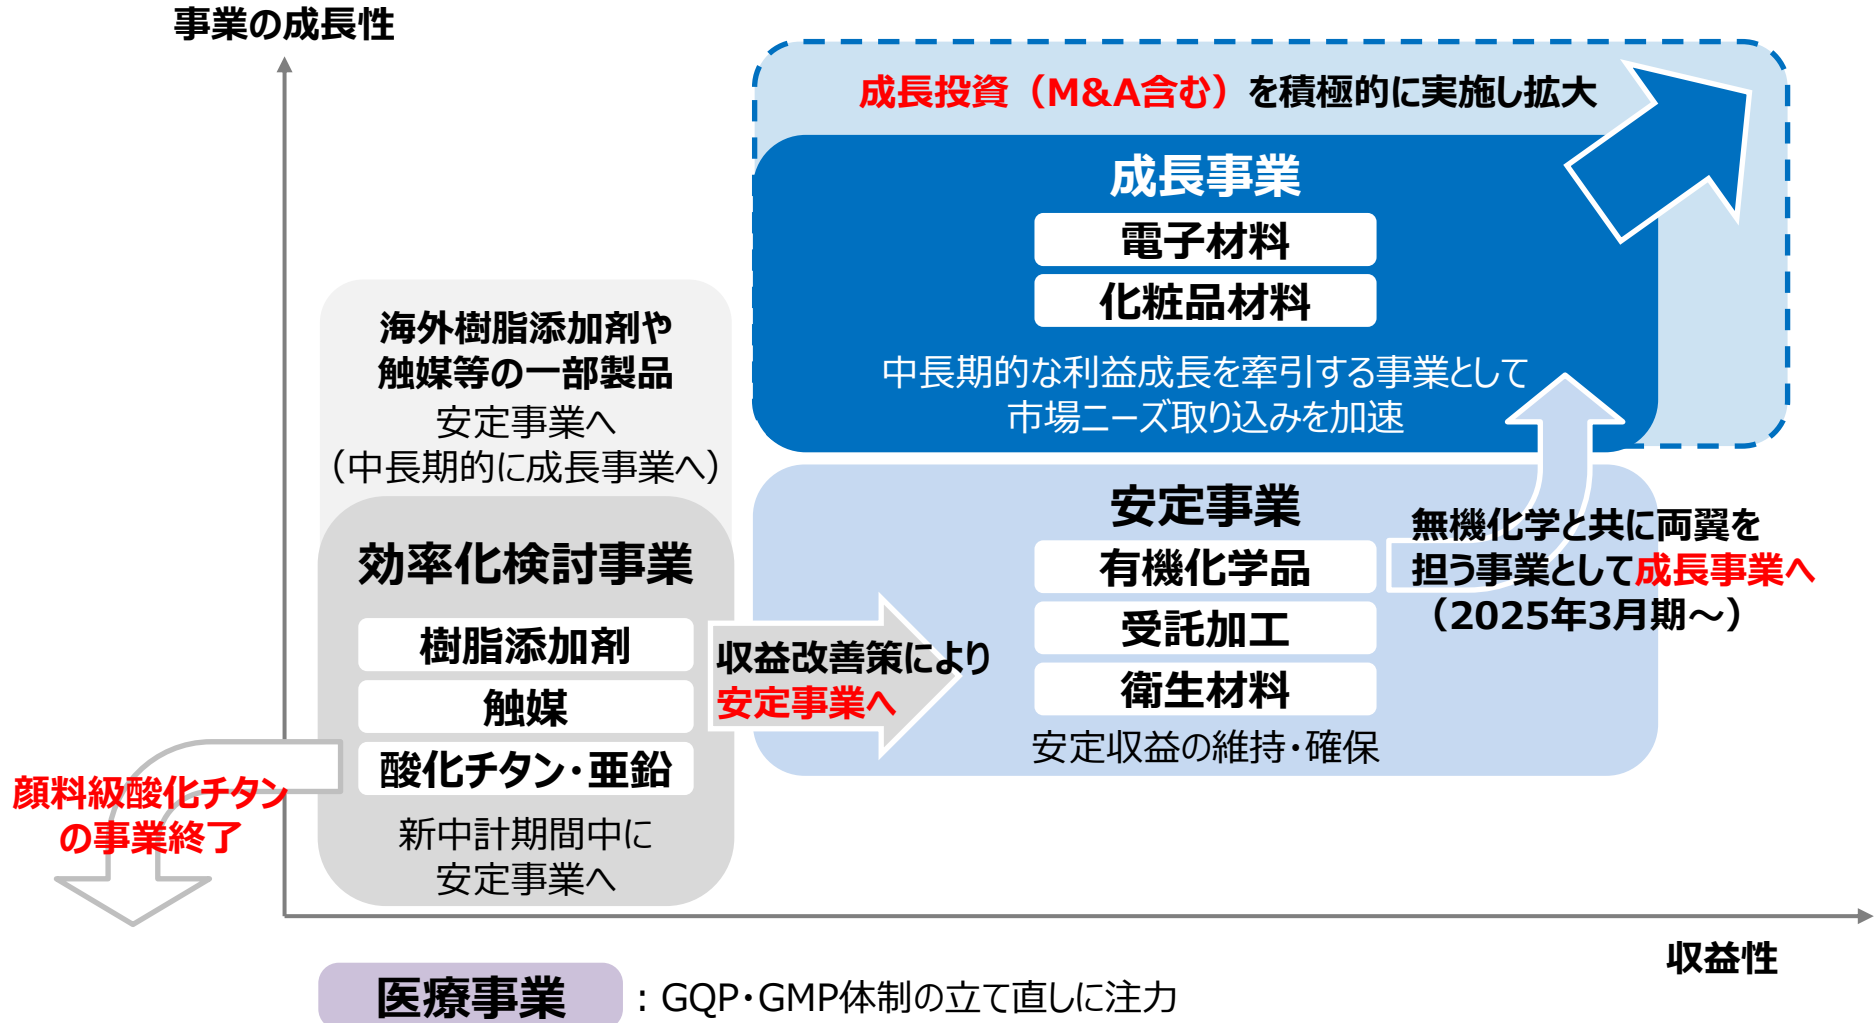 事業の成長性
成長投資（M&A含む）を積極的に実施し拡大
成長事業
電子材料
化粧品材料
中長期的な利益成長を牽引する事業として
市場ニーズ取り込みを加速
海外樹脂添加剤や
触媒等の一部製品
安定事業へ
（中長期的に成長事業へ）
効率化検討事業
樹脂添加剤
触媒
酸化チタン・亜鉛
新中計期間中に
安定事業へ
収益改善策により
安定事業へ
安定事業
有機化学品
受託加工
衛生材料
安定収益の維持・確保
無機化学と共に両翼を
担う事業として成長事業へ
（2025年3月期～）
顔料級酸化チタン
の事業終了
収益性
医療事業：GQP・GMP体制の立て直しに注力